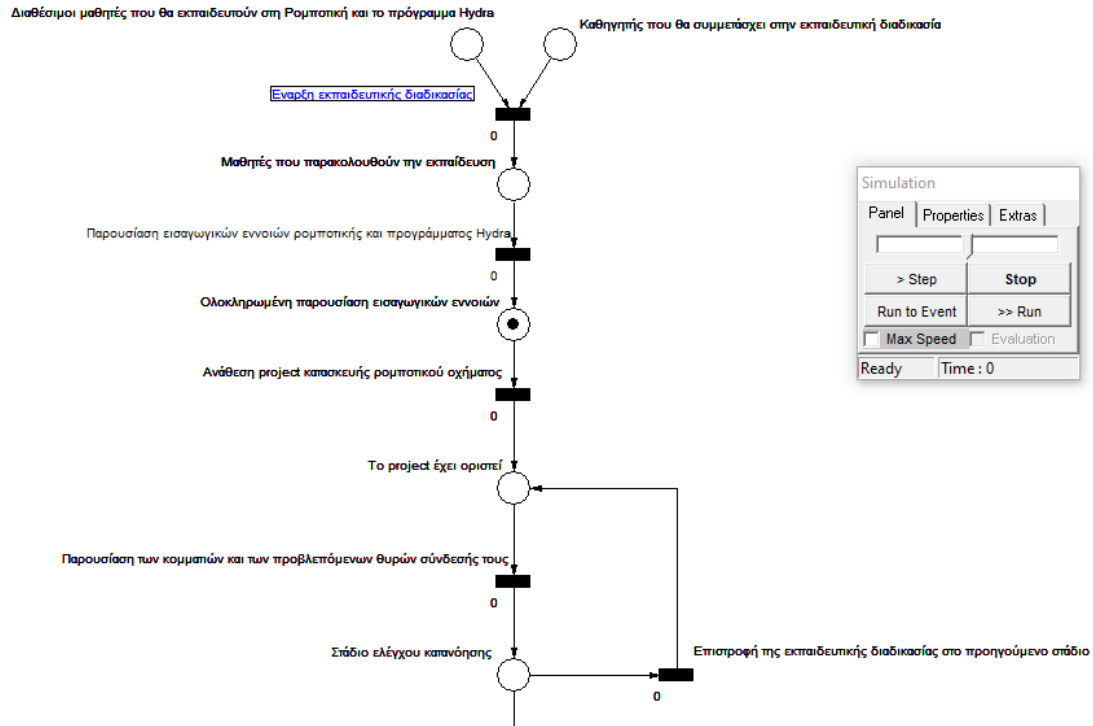 Διαθέσιμοι μαθητές που θα εκπαιδευτούν στη Ρομποτική και το πρόγραμμα Hydra
Καθηγητής που θα συμμετάσχει στην εκπαιδευτική διαδικασία
Έναρξη εκπαιδευτικής διαδικασίας
0
Μαθητές που παρακολουθούν την εκπαίδευση
Παρουσίαση εισαγωγικών εννοιών ρομποτικής και προγράμματος Hydra
0
Ολοκληρωμένη παρουσίαση εισαγωγικών εννοιών
Ανάθεση project κατασκευής ρομποτικού οχήματος
0
Το project έχει οριστεί
Παρουσίαση των κομματιών και των προβλεπόμενων θυρών σύνδεσής τους
0
Στάδιο ελέγχου κατανόησης
Επιστροφή της εκπαιδευτικής διαδικασίας στο προηγούμενο στάδιο
0
Simulation
Panel Properties Extras
> Step Stop
Run to Event >> Run
Max Speed Evaluation
Ready Time : 0